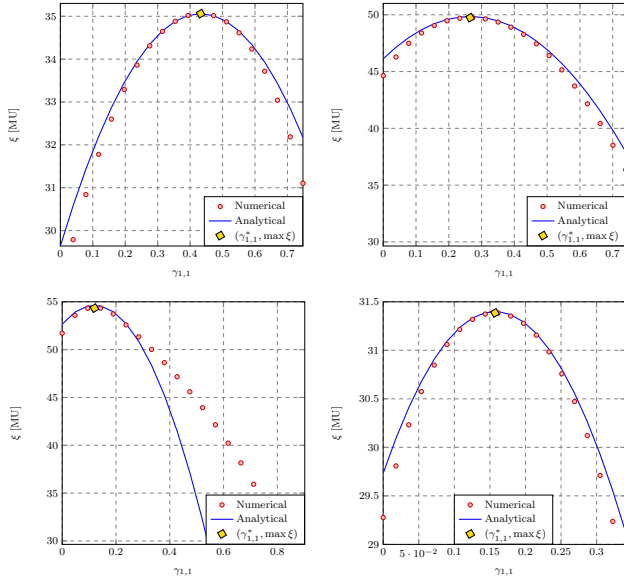 35
34
33
32
31
30
ξ [MU]
0 0.1 0.2 0.3 0.4 0.5 0.6 0.7
γ1,1
Numerical
Analytical
(γ*1,1, max ξ)
50
45
40
35
30
ξ [MU]
0 0.1 0.2 0.3 0.4 0.5 0.6 0.7
γ1,1
Numerical
Analytical
(γ*1,1, max ξ)
55
50
45
40
35
30
ξ [MU]
0 0.2 0.4 0.6 0.8
γ1,1
Numerical
Analytical
(γ*1,1, max ξ)
31.5
31
30.5
30
29.5
29
ξ [MU]
0 5 · 10−2 0.1 0.15 0.2 0.25 0.3
γ1,1
Numerical
Analytical
(γ*1,1, max ξ)